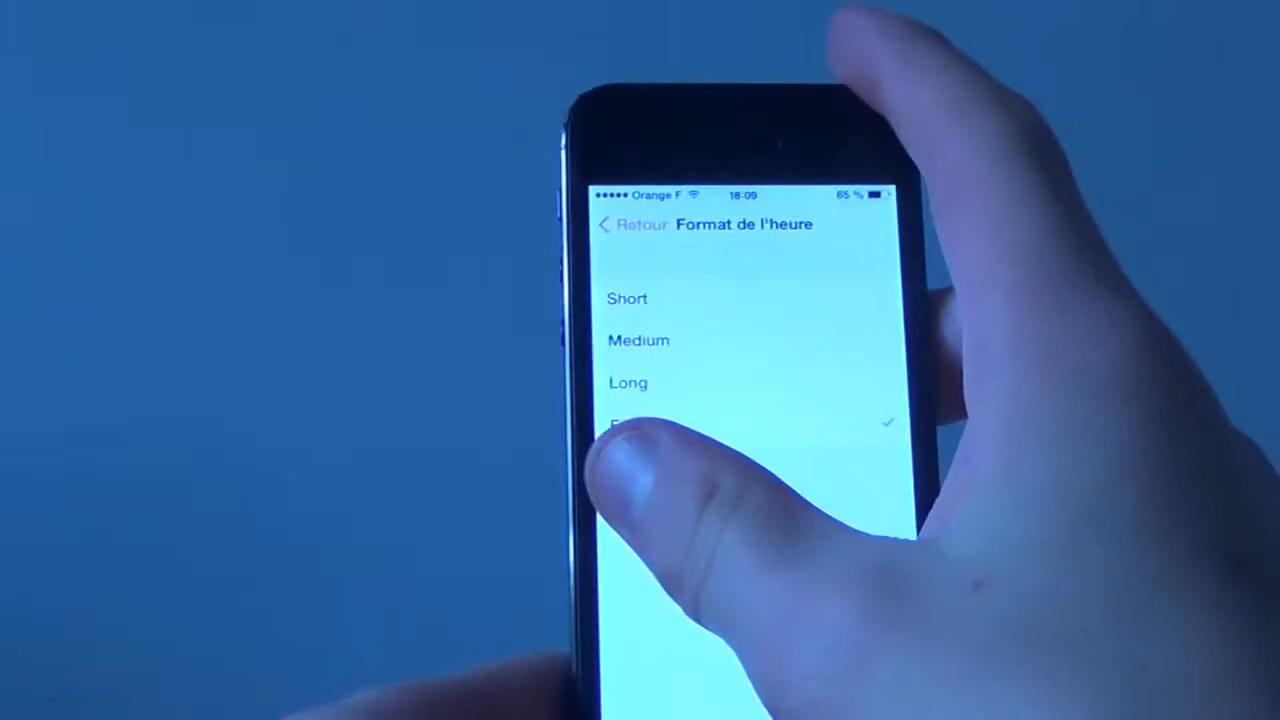 Orange F 18:09 65 %
Retour Format de l'heure
Short
Medium
Long